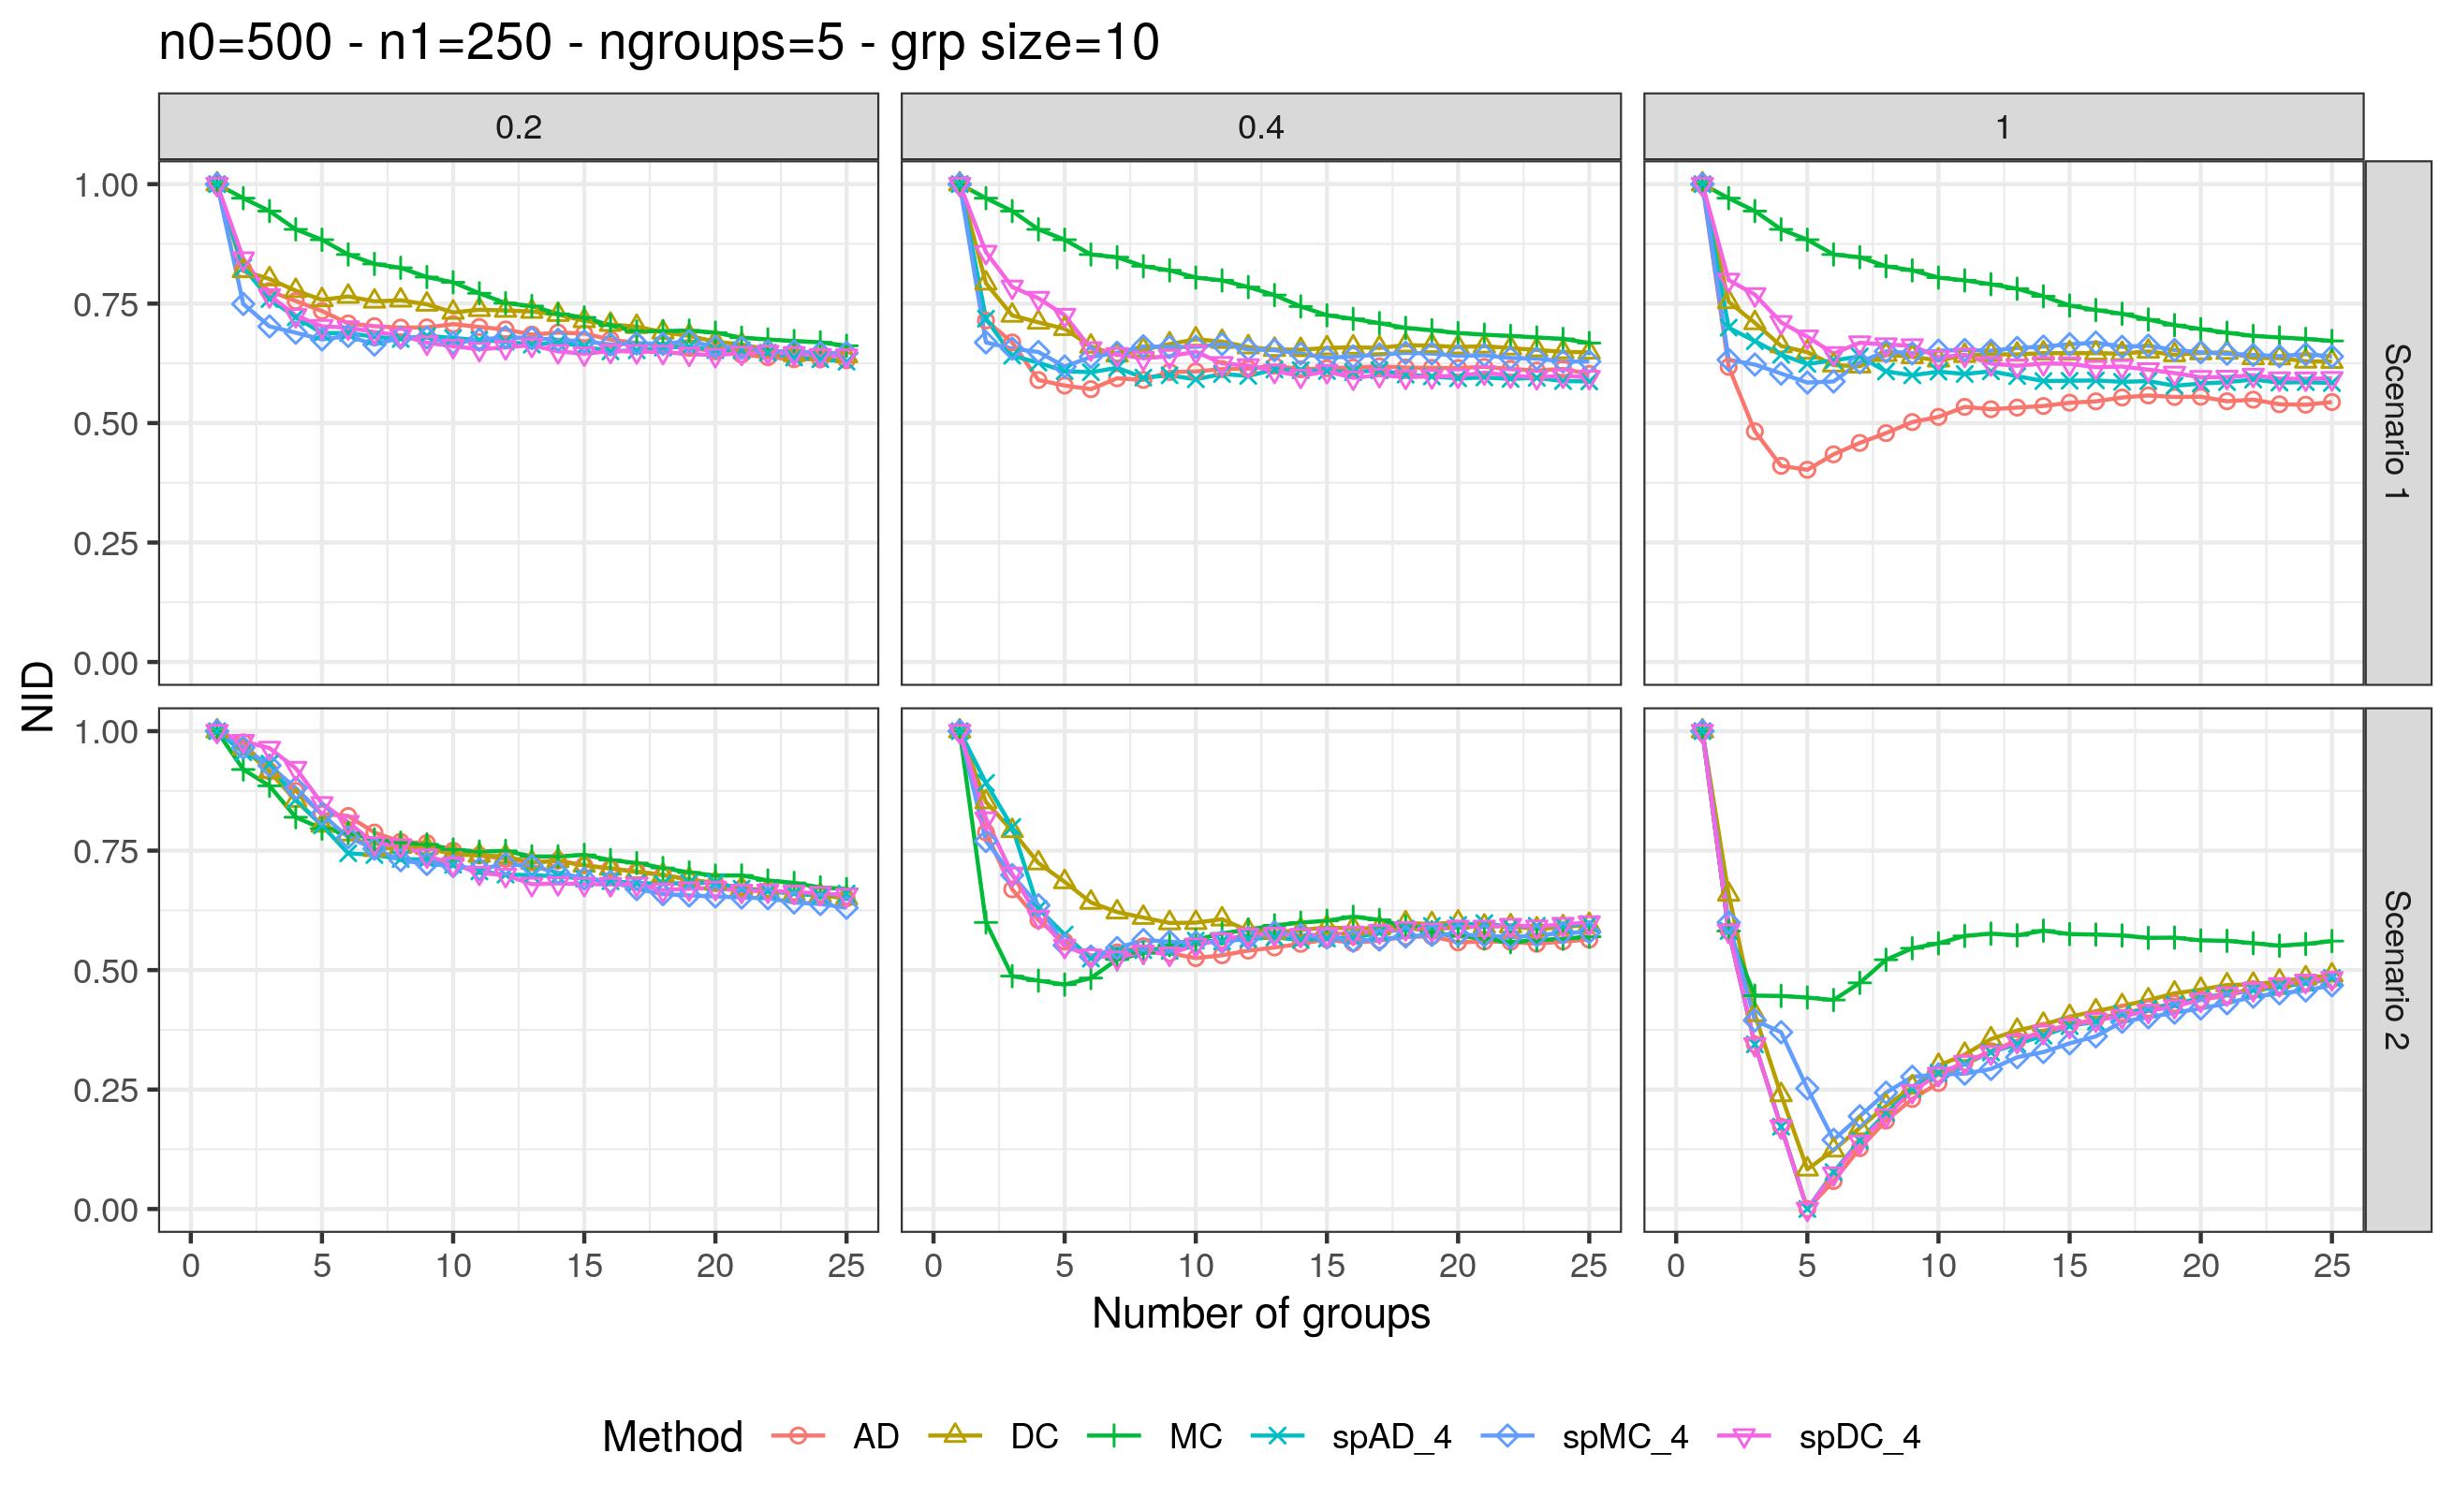 n0=500 - n1=250 - ngroups=5 - grp size=10
0.2 0.4 1
1.00
0.75
0.50
0.25
0.00
Scenario 1
NID
1.00
0.75
0.50
0.25
0.00
Scenario 2
0 5 10 15 20 25 0 5 10 15 20 25 0 5 10 15 20 25
Number of groups
Method AD DC MC spAD_4 spMC_4 spDC_4